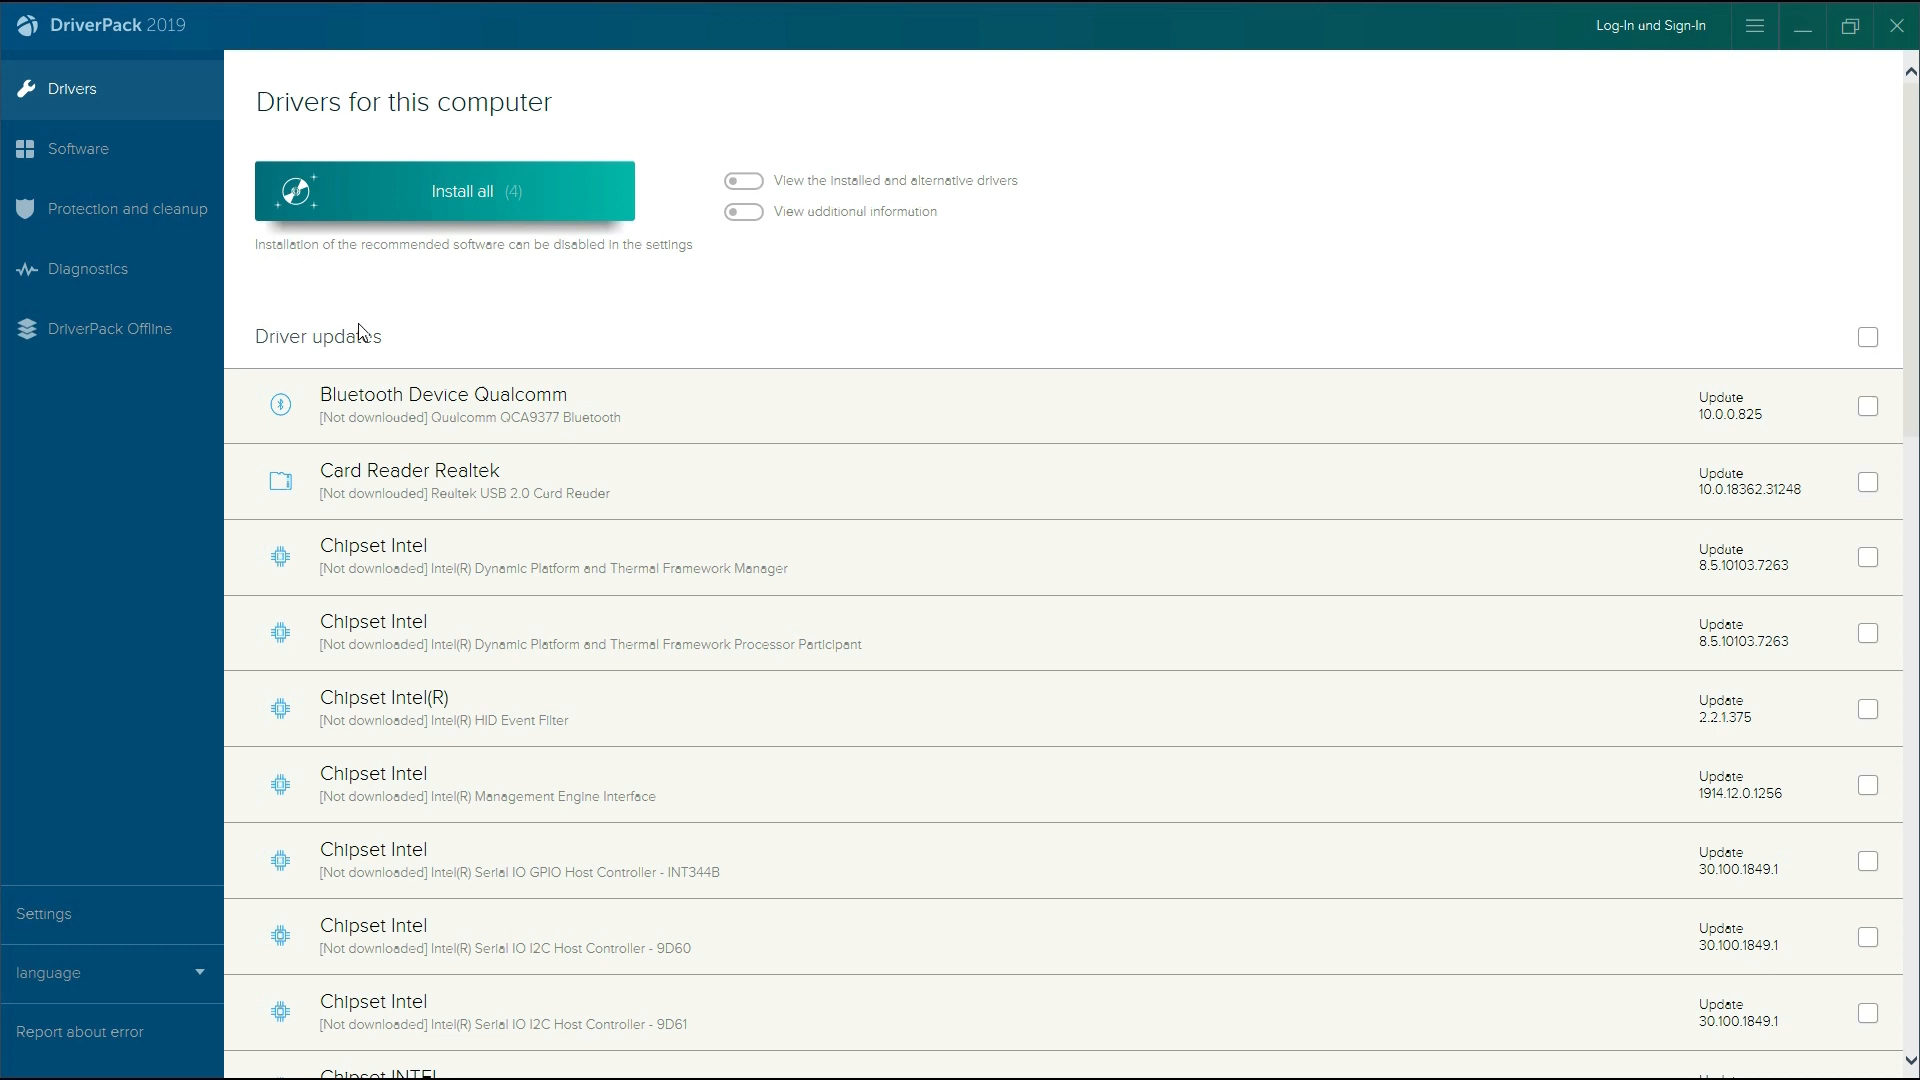 DriverPack 2019
Log-In und Sign-In
Drivers
Software
Protection and cleanup
Diagnostics
DriverPack Offline
Settings
language
Report about error
Drivers for this computer
Install all (4)
View the installed and alternative drivers
View additional information
Installation of the recommended software can be disabled in the settings
Driver updates
Bluetooth Device Qualcomm
[Not downloaded] Qualcomm QCA9377 Bluetooth
Update
10.0.0.825
Card Reader Realtek
[Not downloaded] Realtek USB 2.0 Card Reader
Update
10.0.18362.31248
Chipset Intel
[Not downloaded] Intel(R) Dynamic Platform and Thermal Framework Manager
Update
8.5.10103.7263
Chipset Intel
[Not downloaded] Intel(R) Dynamic Platform and Thermal Framework Processor Participant
Update
8.5.10103.7263
Chipset Intel(R)
[Not downloaded] Intel(R) HID Event Filter
Update
2.2.1.375
Chipset Intel
[Not downloaded] Intel(R) Management Engine Interface
Update
1914.12.0.1256
Chipset Intel
[Not downloaded] Intel(R) Serial IO GPIO Host Controller - INT344B
Update
30.100.1849.1
Chipset Intel
[Not downloaded] Intel(R) Serial IO I2C Host Controller - 9D60
Update
30.100.1849.1
Chipset Intel
[Not downloaded] Intel(R) Serial IO I2C Host Controller - 9D61
Update
30.100.1849.1
Chipset INTEL